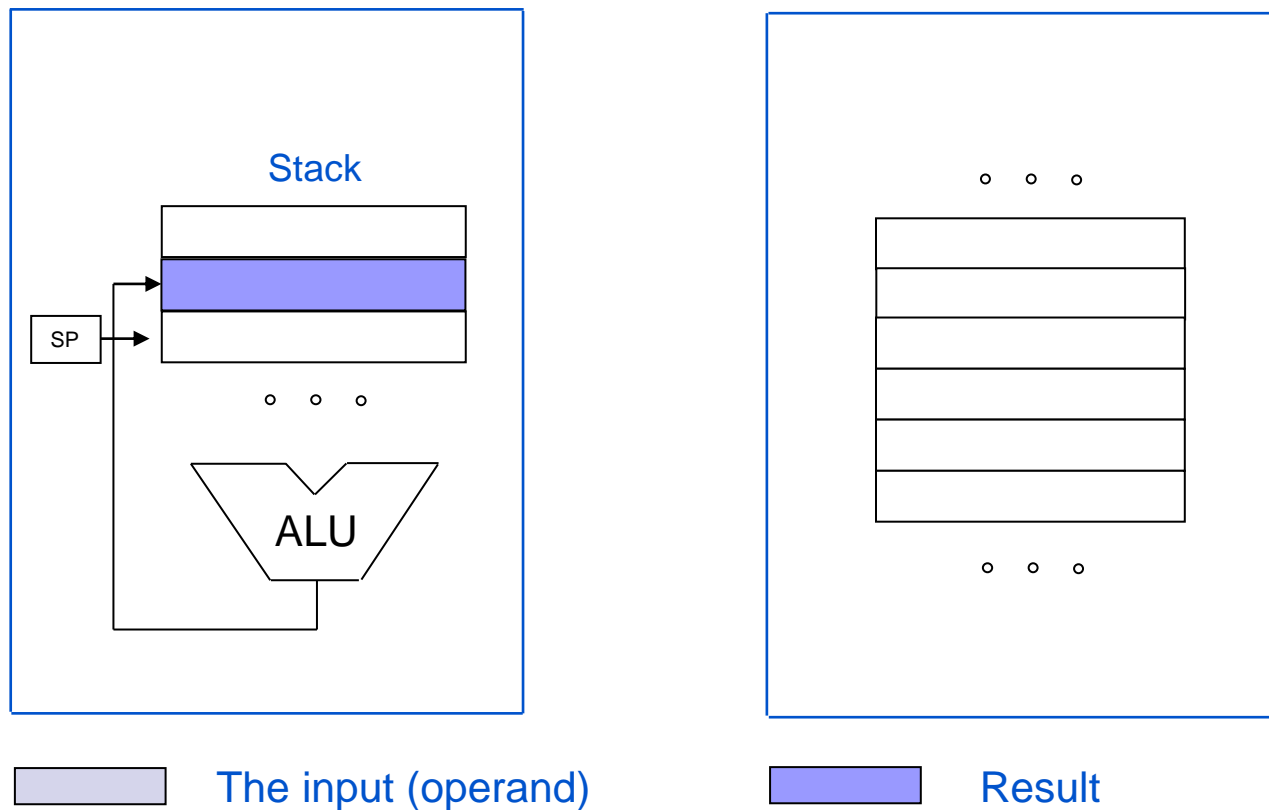 Stack
SP
ALU
The input (operand)
Result